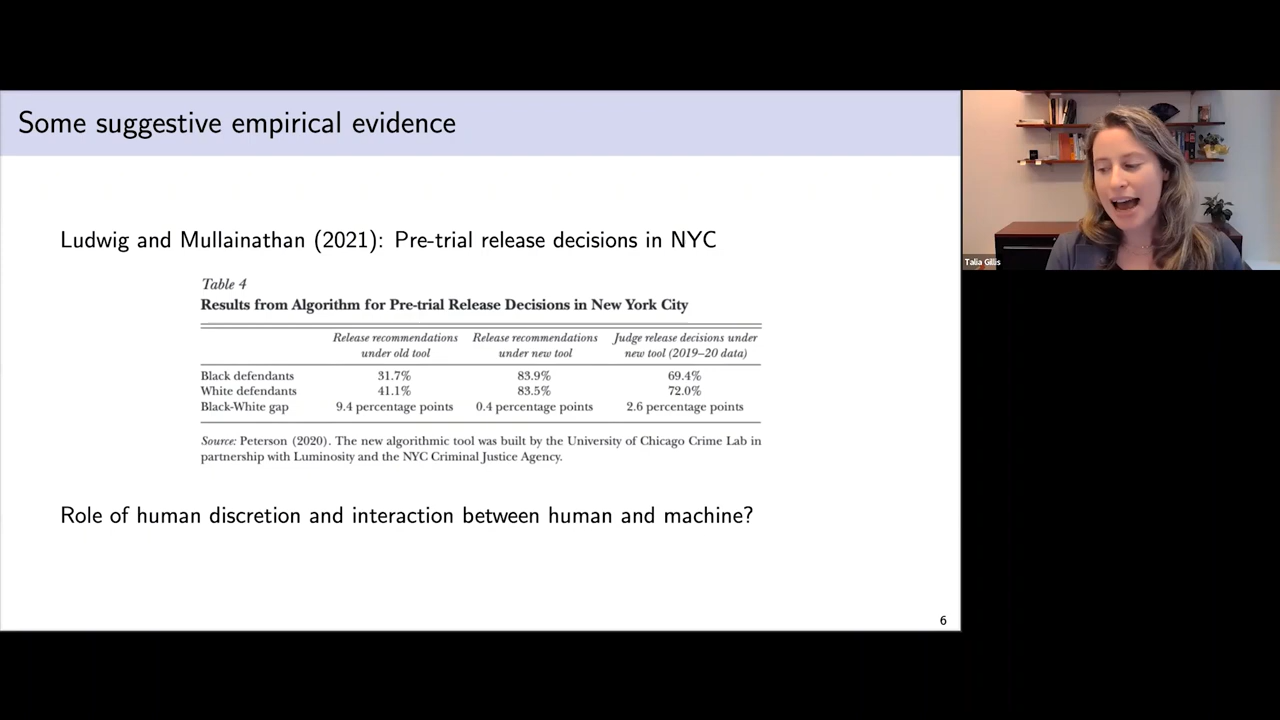 Some suggestive empirical evidence
Talia Gillis
Ludwig and Mullainathan (2021): Pre-trial release decisions in NYC
Table 4
Results from Algorithm for Pre-trial Release Decisions in New York City
Release recommendations under old tool Release recommendations under new tool Judge release decisions under new tool (2019–20 data)
Black defendants 31.7% 83.9% 69.4%
White defendants 41.1% 83.5% 72.0%
Black-White gap 9.4 percentage points 0.4 percentage points 2.6 percentage points
Source: Peterson (2020). The new algorithmic tool was built by the University of Chicago Crime Lab in
partnership with Luminosity and the NYC Criminal Justice Agency.
Role of human discretion and interaction between human and machine?
6